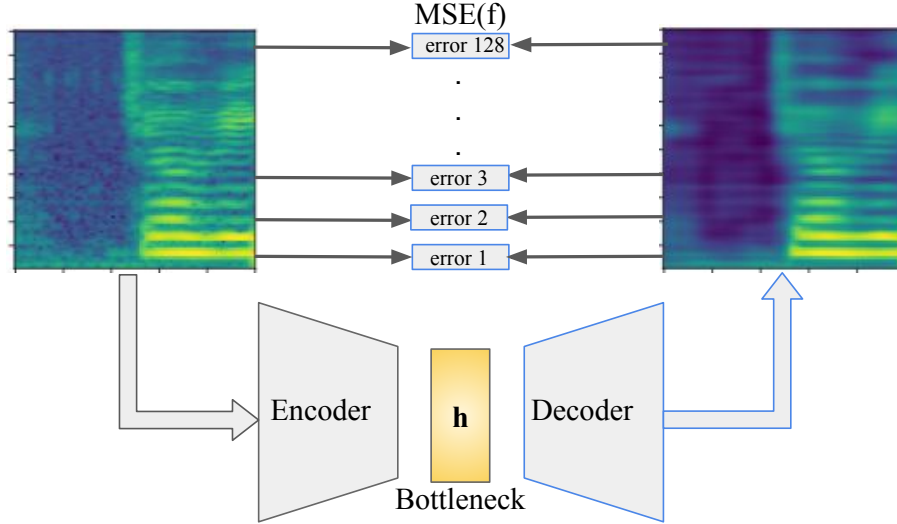 MSE(f)
error 128
.
.
.
error 3
error 2
error 1
Encoder
h
Decoder
Bottleneck